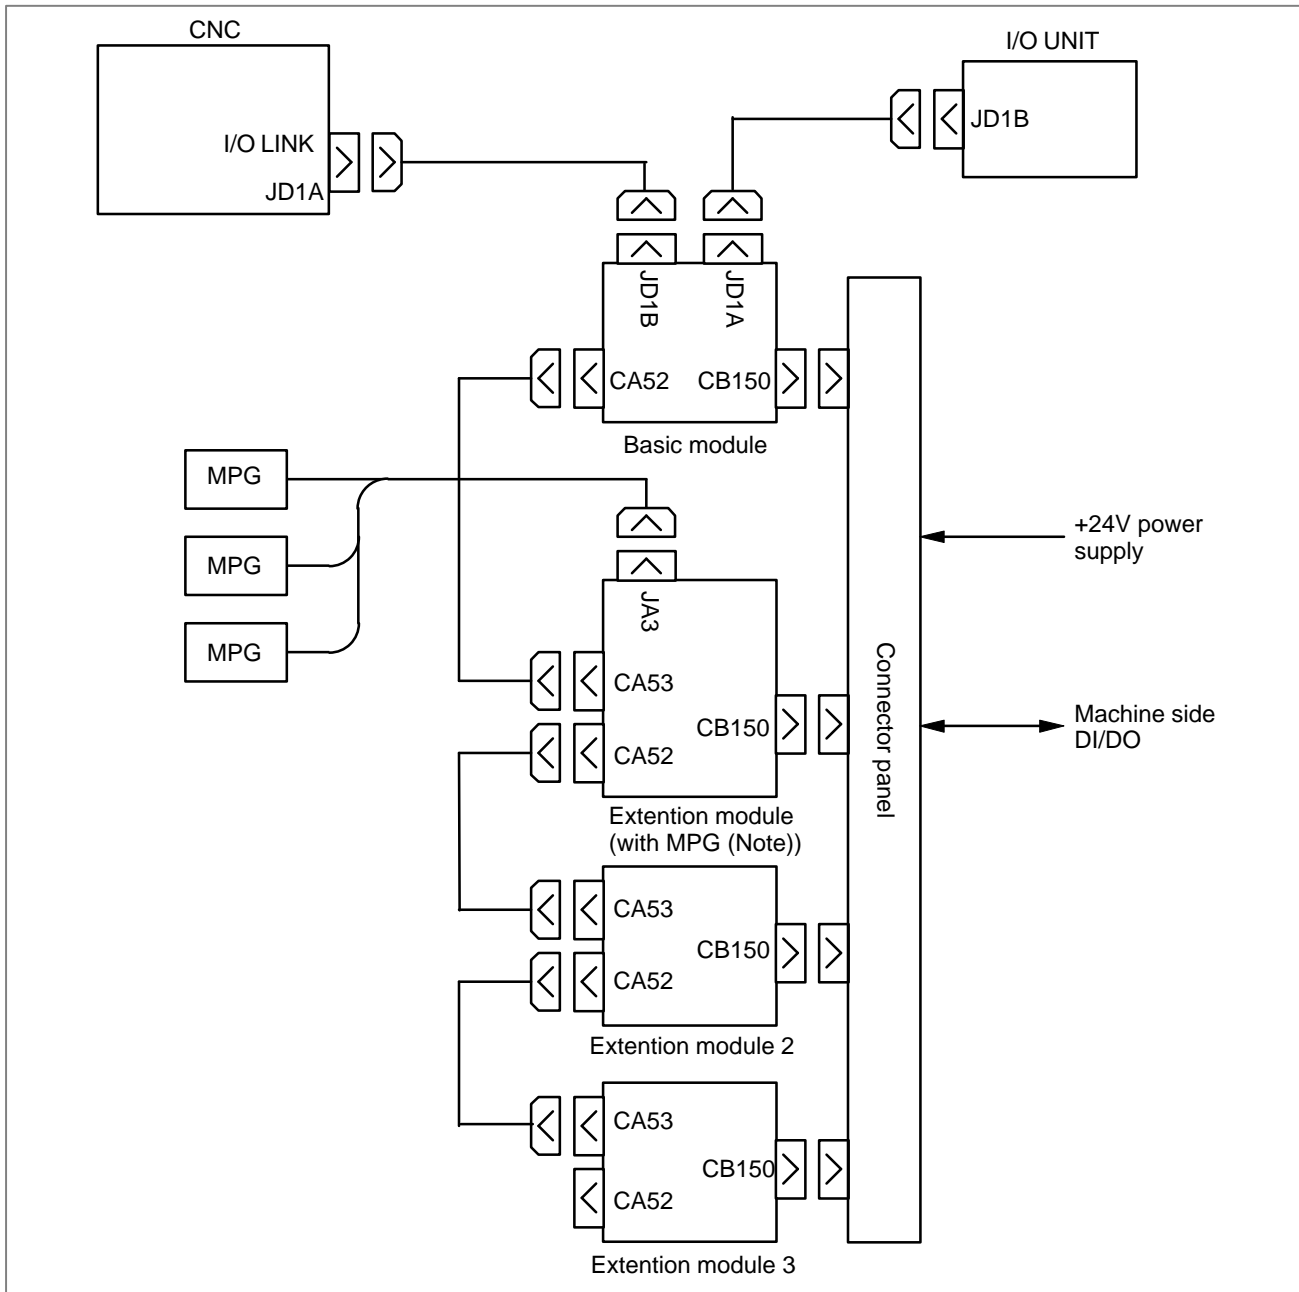 CNC
I/O UNIT
I/O LINK
JD1A
JD1B
JD1B
JD1A
CA52
CB150
Basic module
MPG
MPG
MPG
JA3
CA53
CB150
CA52
Extention module
(with MPG (Note))
+24V power
supply
Connector panel
Machine side
DI/DO
CA53
CB150
CA52
Extention module 2
CA53
CB150
CA52
Extention module 3